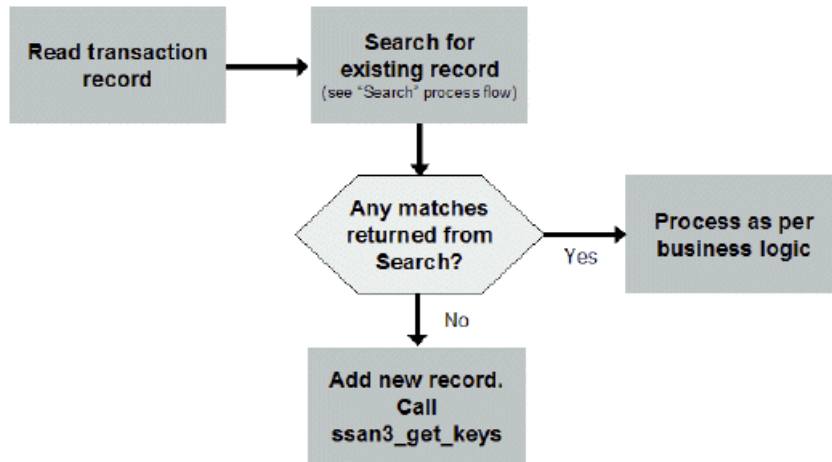 Read transaction
record
Search for
existing record
(see "Search" process flow)
Any matches
returned from
Search?
Yes
Process as per
business logic
No
Add new record.
Call
ssan3_get_keys